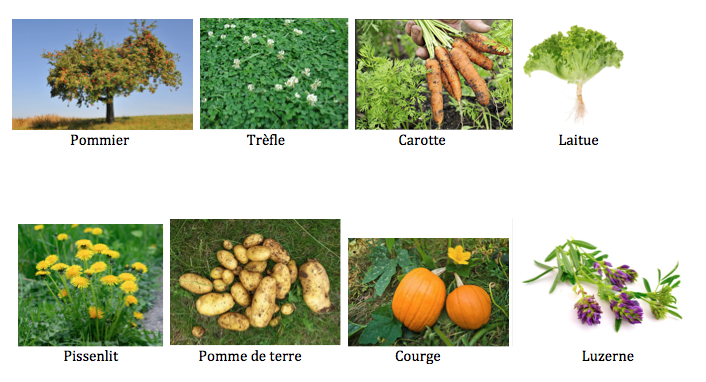 Pommier Trèfle Carotte Laitue
Pissenlit Pomme de terre Courge Luzerne